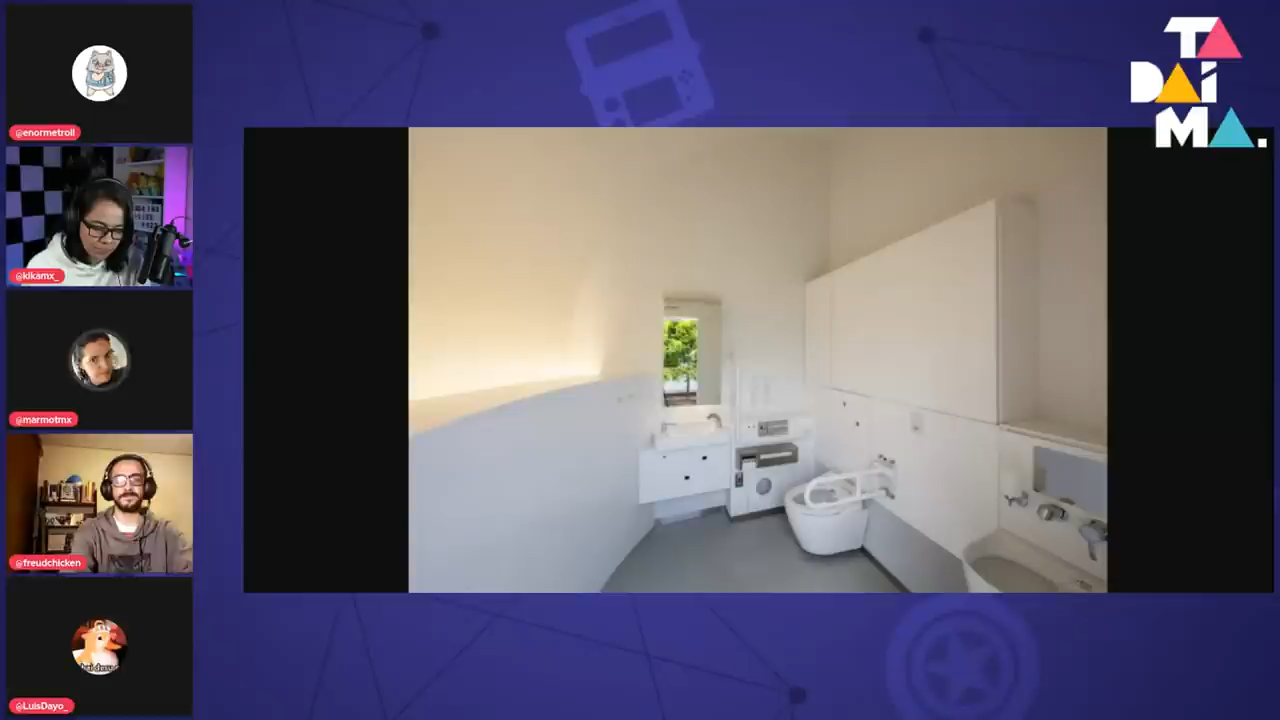 @enormetroll
@kikamx_
@marmotmx
@freudchicken
@LuisDayo_
TA
DAI
MA.